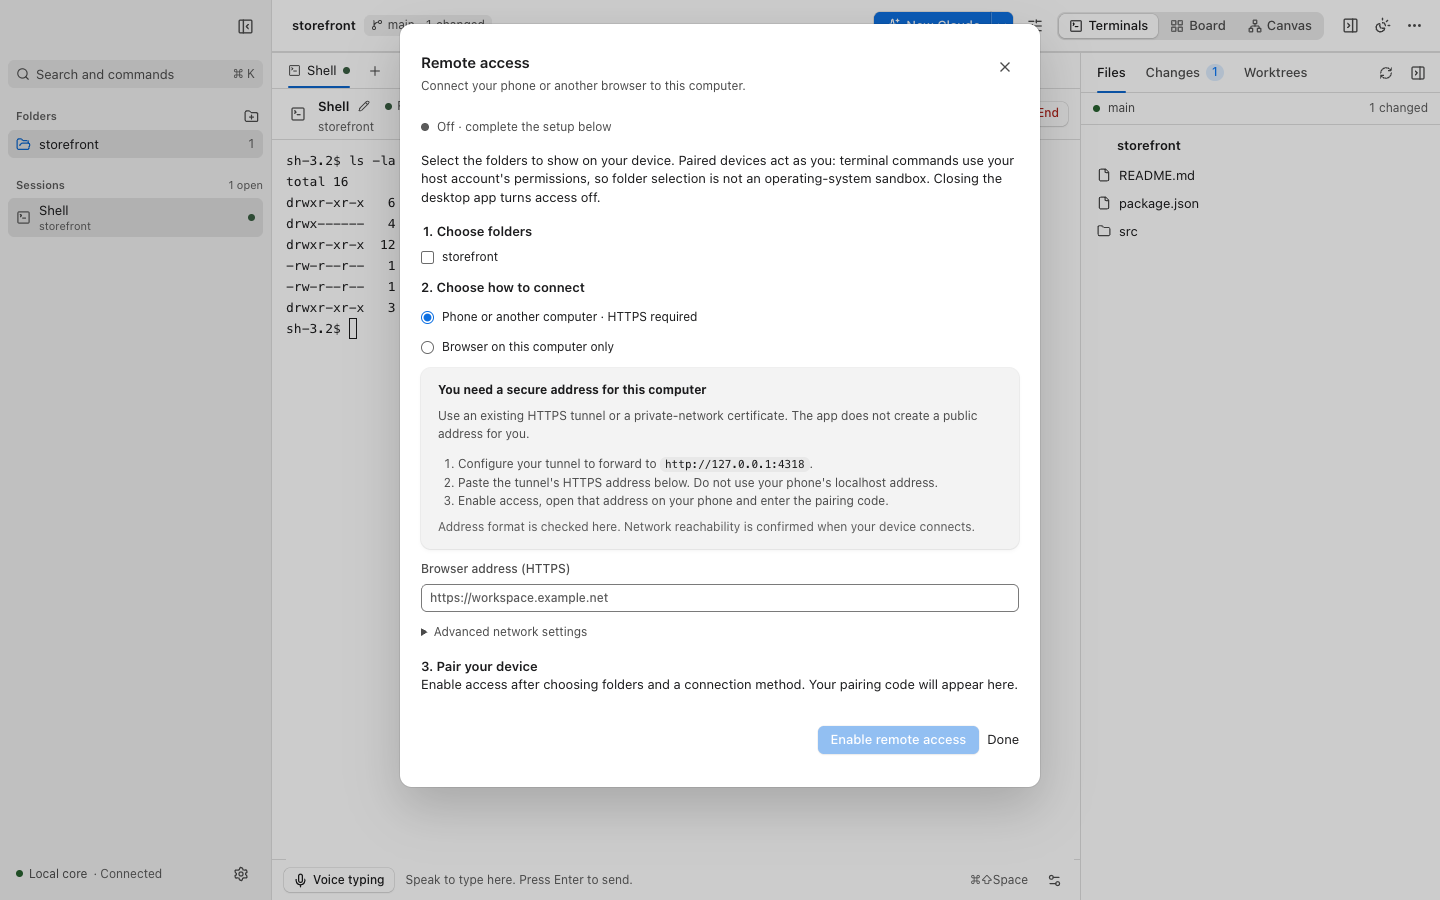 storefront
main · 1 changed
New Claude
Terminals
Board
Canvas
Search and commands
⌘ K
Folders
storefront
1
Sessions
1 open
Shell
storefront
Local core · Connected
Shell
Shell
storefront
End
sh-3.2$ ls -la
total 16
drwxr-xr-x 6
drwx------ 4
drwxr-xr-x 12
-rw-r--r-- 1
-rw-r--r-- 1
drwxr-xr-x 3
sh-3.2$
Remote access
Connect your phone or another browser to this computer.
Off · complete the setup below
Select the folders to show on your device. Paired devices act as you: terminal commands use your
host account's permissions, so folder selection is not an operating-system sandbox. Closing the
desktop app turns access off.
1. Choose folders
storefront
2. Choose how to connect
Phone or another computer · HTTPS required
Browser on this computer only
You need a secure address for this computer
Use an existing HTTPS tunnel or a private-network certificate. The app does not create a public
address for you.
1. Configure your tunnel to forward to http://127.0.0.1:4318 .
2. Paste the tunnel's HTTPS address below. Do not use your phone's localhost address.
3. Enable access, open that address on your phone and enter the pairing code.
Address format is checked here. Network reachability is confirmed when your device connects.
Browser address (HTTPS)
https://workspace.example.net
Advanced network settings
3. Pair your device
Enable access after choosing folders and a connection method. Your pairing code will appear here.
Enable remote access
Done
Files
Changes 1
Worktrees
main
1 changed
storefront
README.md
package.json
src
Voice typing
Speak to type here. Press Enter to send.
⌘⇧Space